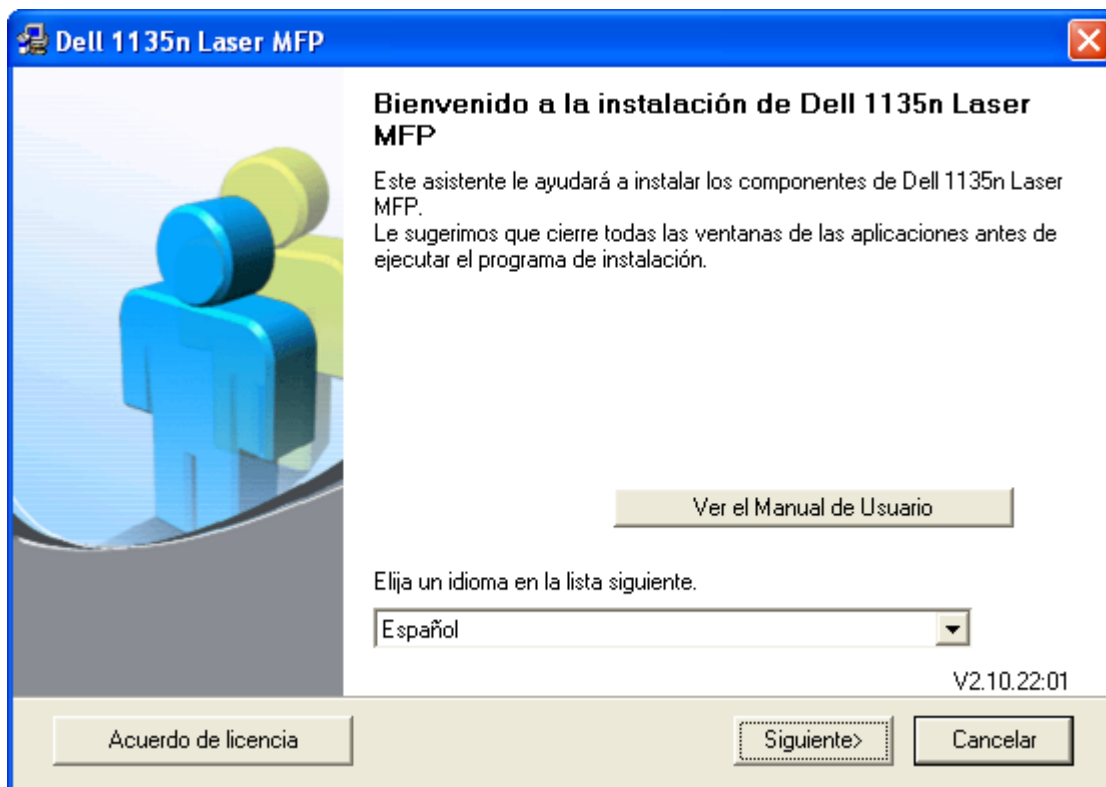 Dell 1135n Laser MFP
Bienvenido a la instalación de Dell 1135n Laser
MFP
Este asistente le ayudará a instalar los componentes de Dell 1135n Laser
MFP.
Le sugerimos que cierre todas las ventanas de las aplicaciones antes de
ejecutar el programa de instalación.
Ver el Manual de Usuario
Elija un idioma en la lista siguiente.
Español
V2.10.22:01
Acuerdo de licencia
Siguiente>
Cancelar